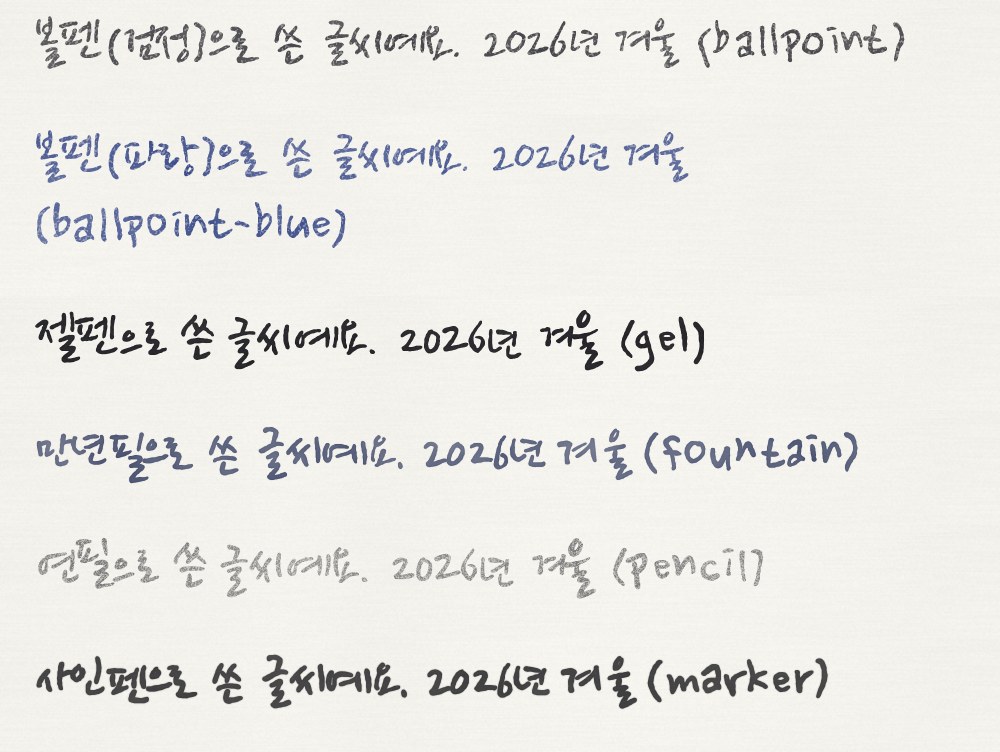 볼펜(검정)으로 쓴 글씨예요. 2026년 겨울 (ballpoint)
볼펜(파랑)으로 쓴 글씨예요. 2026년 겨울
(ballpoint-blue)
젤펜으로 쓴 글씨예요. 2026년 겨울 (gel)
만년필으로 쓴 글씨예요. 2026년 겨울 (fountain)
연필으로 쓴 글씨예요. 2026년 겨울 (pencil)
사인펜으로 쓴 글씨예요. 2026년 겨울 (marker)